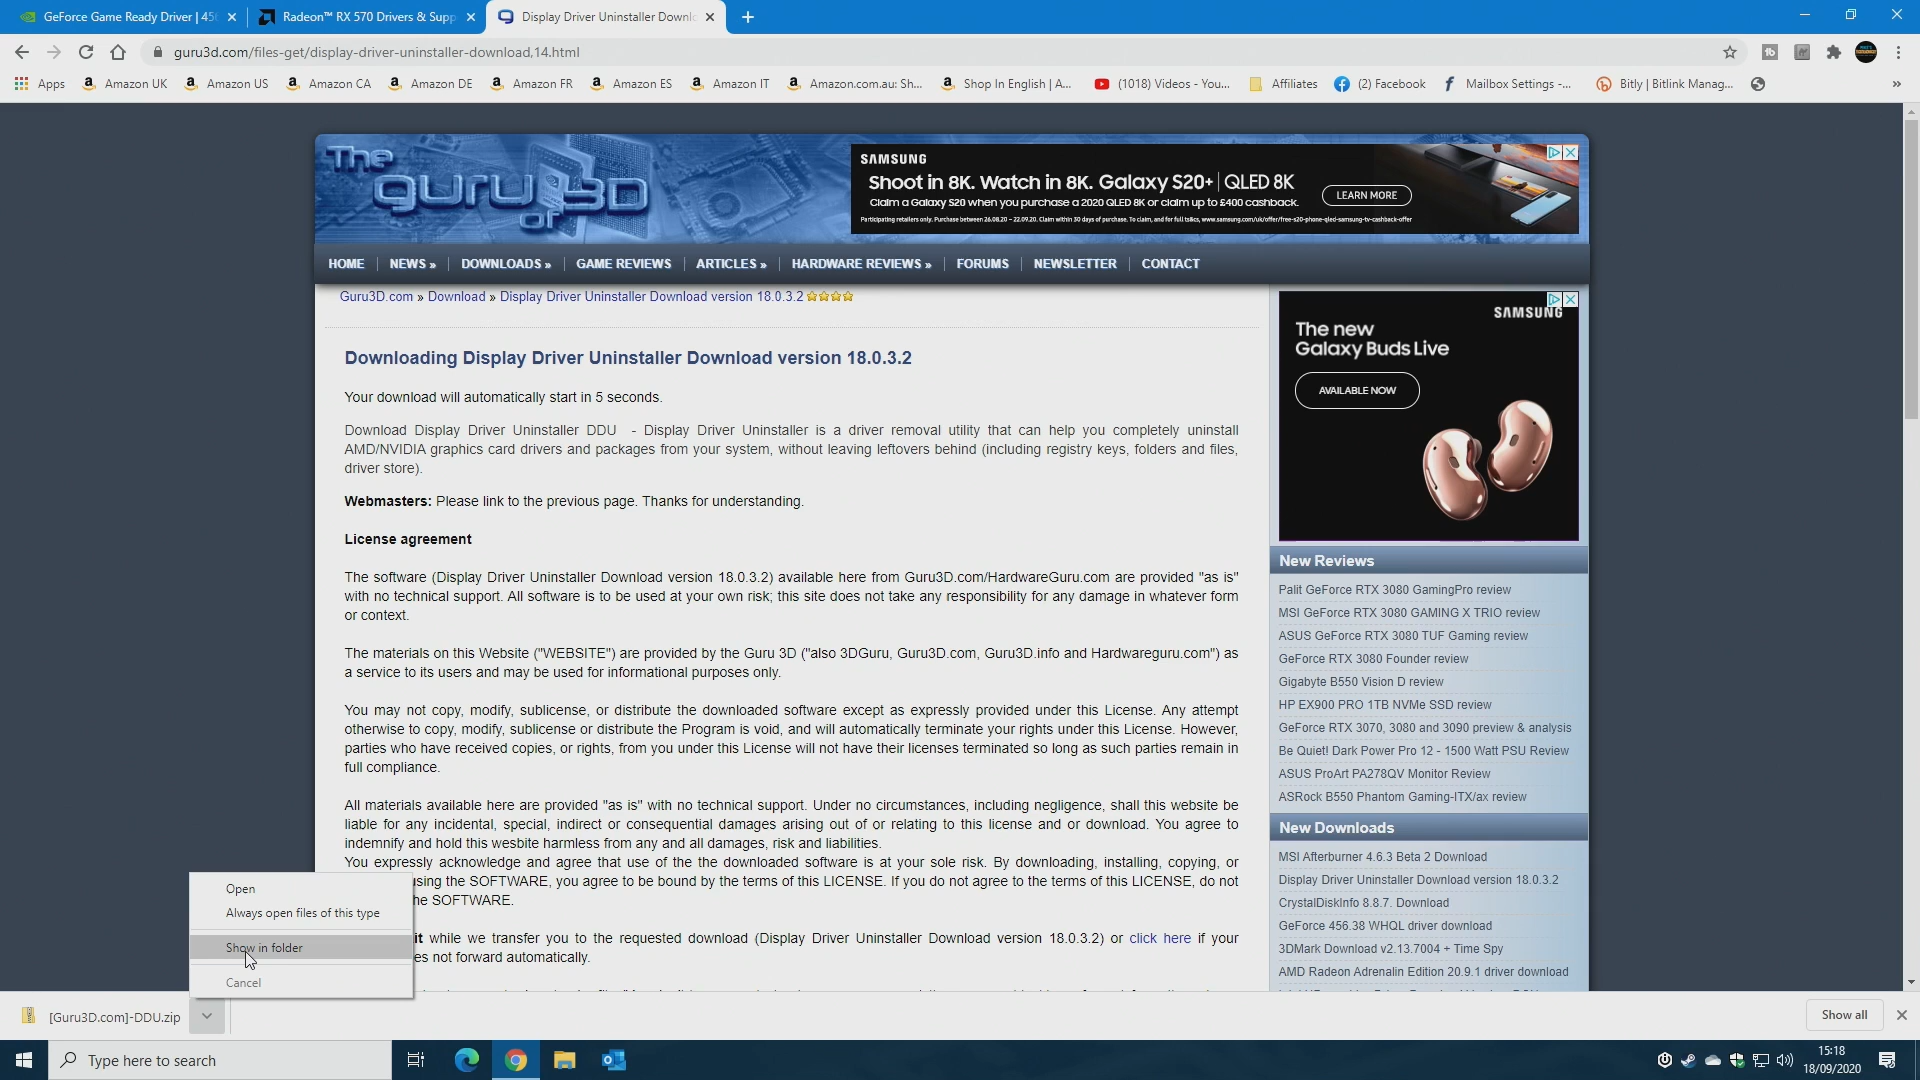 GeForce Game Ready Driver | 456
Radeon™ RX 570 Drivers & Supp
Display Driver Uninstaller Downlo
guru3d.com/files-get/display-driver-uninstaller-download,14.html
Apps
Amazon UK
Amazon US
Amazon CA
Amazon DE
Amazon FR
Amazon ES
Amazon IT
Amazon.com.au: Sh...
Shop In English | A...
(1018) Videos - You...
Affiliates
(2) Facebook
Mailbox Settings -...
Bitly | Bitlink Manag...
»
The
guru 3D
of
SAMSUNG
Shoot in 8K. Watch in 8K. Galaxy S20+ | QLED 8K
Claim a Galaxy S20 when you purchase a 2020 QLED 8K or claim up to £400 cashback.
Participating retailers only. Purchase between 26.08.20 – 22.09.20. Claim within 30 days of purchase. To claim, and for full ts&cs, www.samsung.com/uk/offer/free-s20-phone-qled-samsung-tv-cashback-offer
LEARN MORE
HOME
NEWS »
DOWNLOADS »
GAME REVIEWS
ARTICLES »
HARDWARE REVIEWS »
FORUMS
NEWSLETTER
CONTACT
Guru3D.com » Download » Display Driver Uninstaller Download version 18.0.3.2
Downloading Display Driver Uninstaller Download version 18.0.3.2
Your download will automatically start in 5 seconds.
Download Display Driver Uninstaller DDU - Display Driver Uninstaller is a driver removal utility that can help you completely uninstall
AMD/NVIDIA graphics card drivers and packages from your system, without leaving leftovers behind (including registry keys, folders and files,
driver store).
Webmasters: Please link to the previous page. Thanks for understanding.
License agreement
The software (Display Driver Uninstaller Download version 18.0.3.2) available here from Guru3D.com/HardwareGuru.com are provided "as is"
with no technical support. All software is to be used at your own risk; this site does not take any responsibility for any damage in whatever form
or context.
The materials on this Website ("WEBSITE") are provided by the Guru 3D ("also 3DGuru, Guru3D.com, Guru3D.info and Hardwareguru.com") as
a service to its users and may be used for informational purposes only.
You may not copy, modify, sublicense, or distribute the downloaded software except as expressly provided under this License. Any attempt
otherwise to copy, modify, sublicense or distribute the Program is void, and will automatically terminate your rights under this License. However,
parties who have received copies, or rights, from you under this License will not have their licenses terminated so long as such parties remain in
full compliance.
All materials available here are provided "as is" with no technical support. Under no circumstances, including negligence, shall this website be
liable for any incidental, special, indirect or consequential damages arising out of or relating to this license and or download. You agree to
indemnify and hold this wesbite harmless from any and all damages, risk and liabilities.
You expressly acknowledge and agree that use of the the downloaded software is at your sole risk. By downloading, installing, copying, or
using the SOFTWARE, you agree to be bound by the terms of this LICENSE. If you do not agree to the terms of this LICENSE, do not
he SOFTWARE.
it while we transfer you to the requested download (Display Driver Uninstaller Download version 18.0.3.2) or click here if your
es not forward automatically.
SAMSUNG
The new
Galaxy Buds Live
AVAILABLE NOW
New Reviews
Palit GeForce RTX 3080 GamingPro review
MSI GeForce RTX 3080 GAMING X TRIO review
ASUS GeForce RTX 3080 TUF Gaming review
GeForce RTX 3080 Founder review
Gigabyte B550 Vision D review
HP EX900 PRO 1TB NVMe SSD review
GeForce RTX 3070, 3080 and 3090 preview & analysis
Be Quiet! Dark Power Pro 12 - 1500 Watt PSU Review
ASUS ProArt PA278QV Monitor Review
ASRock B550 Phantom Gaming-ITX/ax review
New Downloads
MSI Afterburner 4.6.3 Beta 2 Download
Display Driver Uninstaller Download version 18.0.3.2
CrystalDiskInfo 8.8.7. Download
GeForce 456.38 WHQL driver download
3DMark Download v2.13.7004 + Time Spy
AMD Radeon Adrenalin Edition 20.9.1 driver download
Open
Always open files of this type
Show in folder
Cancel
[Guru3D.com]-DDU.zip
Show all
Type here to search
15:18
18/09/2020